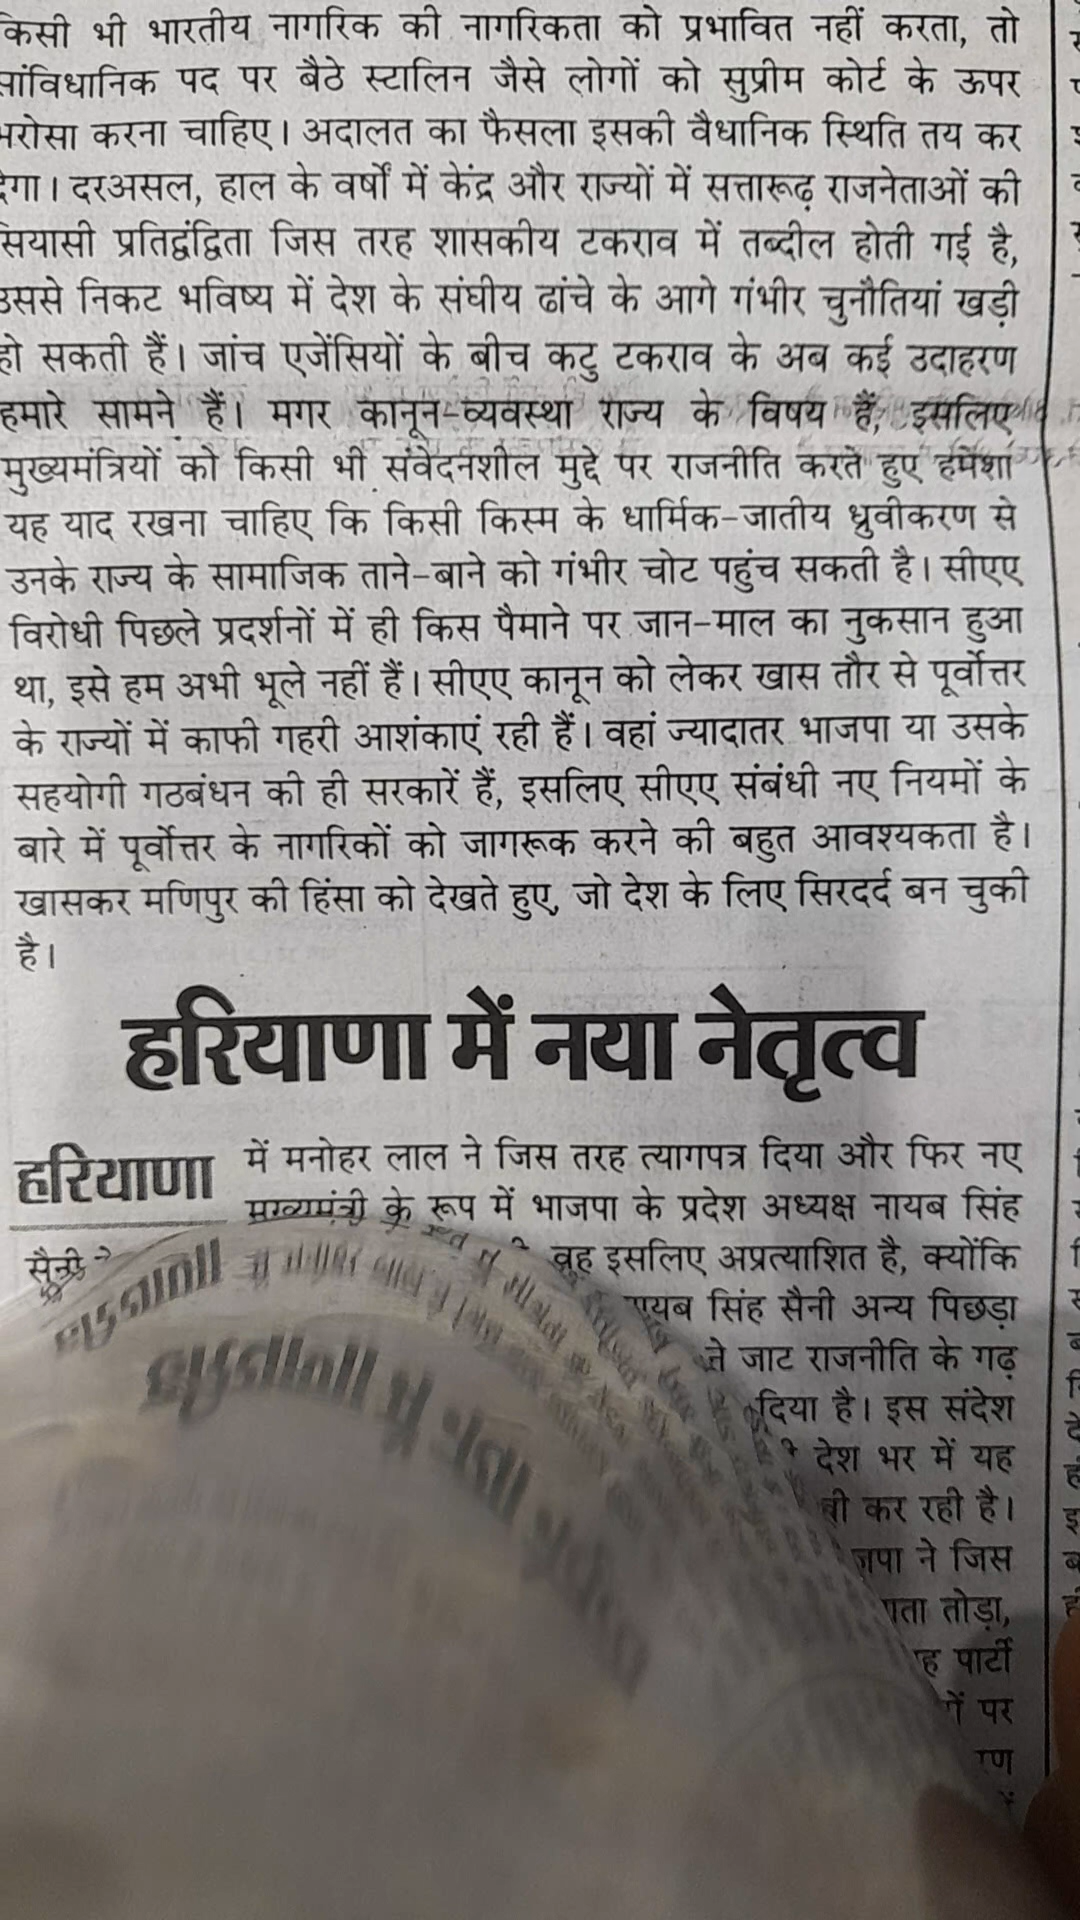 किसी भी भारतीय नागरिक की नागरिकता को प्रभावित नहीं करता, तो
सांविधानिक पद पर बैठे स्टालिन जैसे लोगों को सुप्रीम कोर्ट के ऊपर
भरोसा करना चाहिए। अदालत का फैसला इसकी वैधानिक स्थिति तय कर
देगा। दरअसल, हाल के वर्षों में केंद्र और राज्यों में सत्तारूढ़ राजनेताओं की
सियासी प्रतिद्वंद्विता जिस तरह शासकीय टकराव में तब्दील होती गई है,
उससे निकट भविष्य में देश के संघीय ढांचे के आगे गंभीर चुनौतियां खड़ी
हो सकती हैं। जांच एजेंसियों के बीच कटु टकराव के अब कई उदाहरण
हमारे सामने हैं। मगर कानून-व्यवस्था राज्य के विषय हैं, इसलिए
मुख्यमंत्रियों को किसी भी संवेदनशील मुद्दे पर राजनीति करते हुए हमेशा
यह याद रखना चाहिए कि किसी किस्म के धार्मिक-जातीय ध्रुवीकरण से
उनके राज्य के सामाजिक ताने-बाने को गंभीर चोट पहुंच सकती है। सीएए
विरोधी पिछले प्रदर्शनों में ही किस पैमाने पर जान-माल का नुकसान हुआ
था, इसे हम अभी भूले नहीं हैं। सीएए कानून को लेकर खास तौर से पूर्वोत्तर
के राज्यों में काफी गहरी आशंकाएं रही हैं। वहां ज्यादातर भाजपा या उसके
सहयोगी गठबंधन की ही सरकारें हैं, इसलिए सीएए संबंधी नए नियमों के
बारे में पूर्वोत्तर के नागरिकों को जागरूक करने की बहुत आवश्यकता है।
खासकर मणिपुर की हिंसा को देखते हुए, जो देश के लिए सिरदर्द बन चुकी
है।
हरियाणा में नया नेतृत्व
हरियाणा में मनोहर लाल ने जिस तरह त्यागपत्र दिया और फिर नए
मुख्यमंत्री के रूप में भाजपा के प्रदेश अध्यक्ष नायब सिंह
सैनी वह इसलिए अप्रत्याशित है, क्योंकि
सिंह सैनी अन्य पिछड़ा
जाट राजनीति के गढ़
दिया है। इस संदेश
देश भर में यह
कर रही है।
ने जिस
तोड़ा,
पार्टी
पर